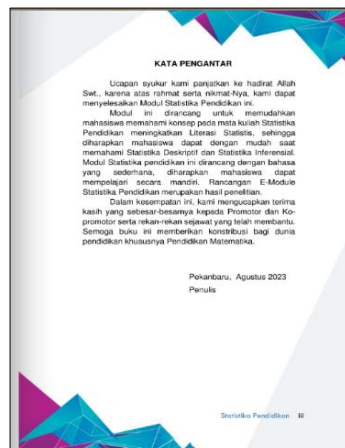 KATA PENGANTAR
Ucapan syukur kami panjatkan ke hadirat Allah
Swt., karena atas rahmat serta nikmat-Nya, kami dapat
menyelesaikan Modul Statistika Pendidikan ini.
Modul ini dirancang untuk memudahkan
mahasiswa memahami konsep pada mata kuliah Statistika
Pendidikan meningkatkan Literasi Statistis, sehingga
diharapkan mahasiswa dapat dengan mudah saat
memahami Statistika Deskriptif dan Statistika Inferensial.
Modul Statistika pendidikan ini dirancang dengan bahasa
yang sederhana, diharapkan mahasiswa dapat
mempelajari secara mandiri. Rancangan E-Module
Statistika Pendidikan merupakan hasil penelitian.
Dalam kesempatan ini, kami mengucapkan terima
kasih yang sebesar-besarnya kepada Promotor dan Ko-
promotor serta rekan-rekan sejawat yang telah membantu.
Semoga buku ini memberikan konstribusi bagi dunia
pendidikan khususnya Pendidikan Matematika.
Pekanbaru, Agustus 2023
Penulis
Statistika Pendidikan iii